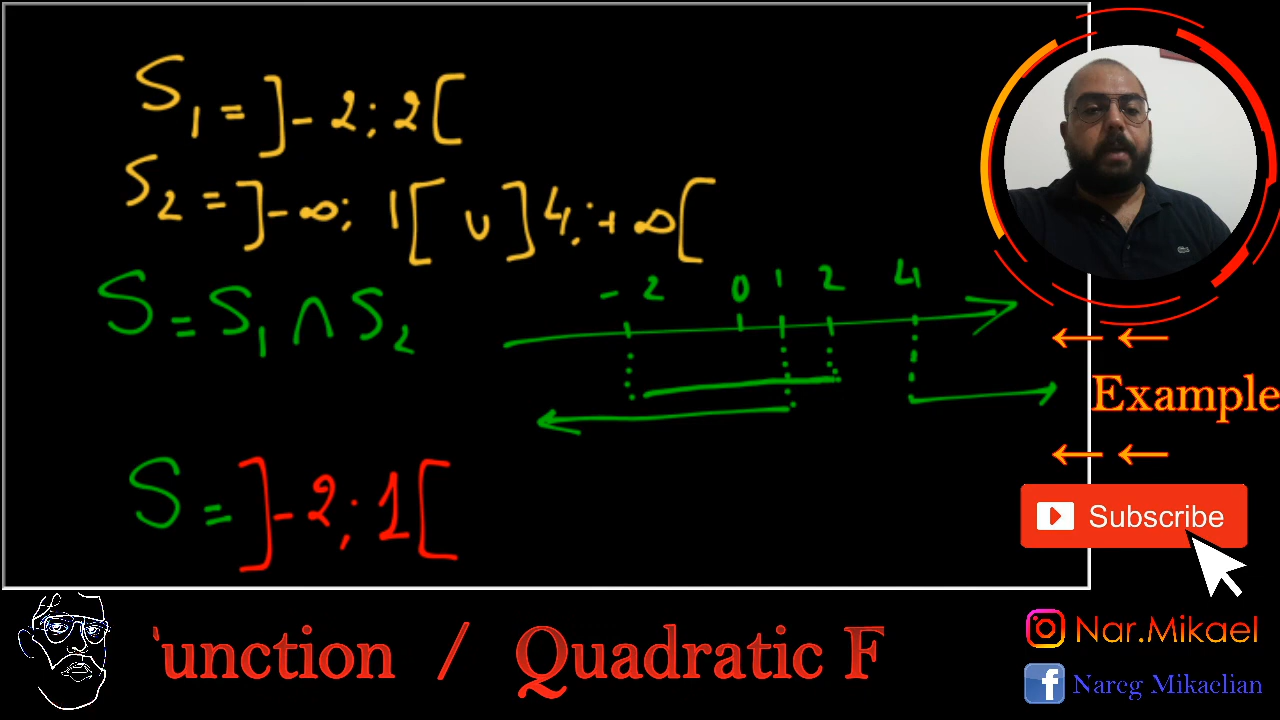 S₁ = ]-2 ; 2[
S₂ = ]-∞ ; 1[ ∪ ]4 ; +∞[
S = S₁ ∩ S₂
-2 0 1 2 4
S = ]-2 ; 1[
Example
Subscribe
unction / Quadratic F
Nar.Mikael
Nareg Mikaelian